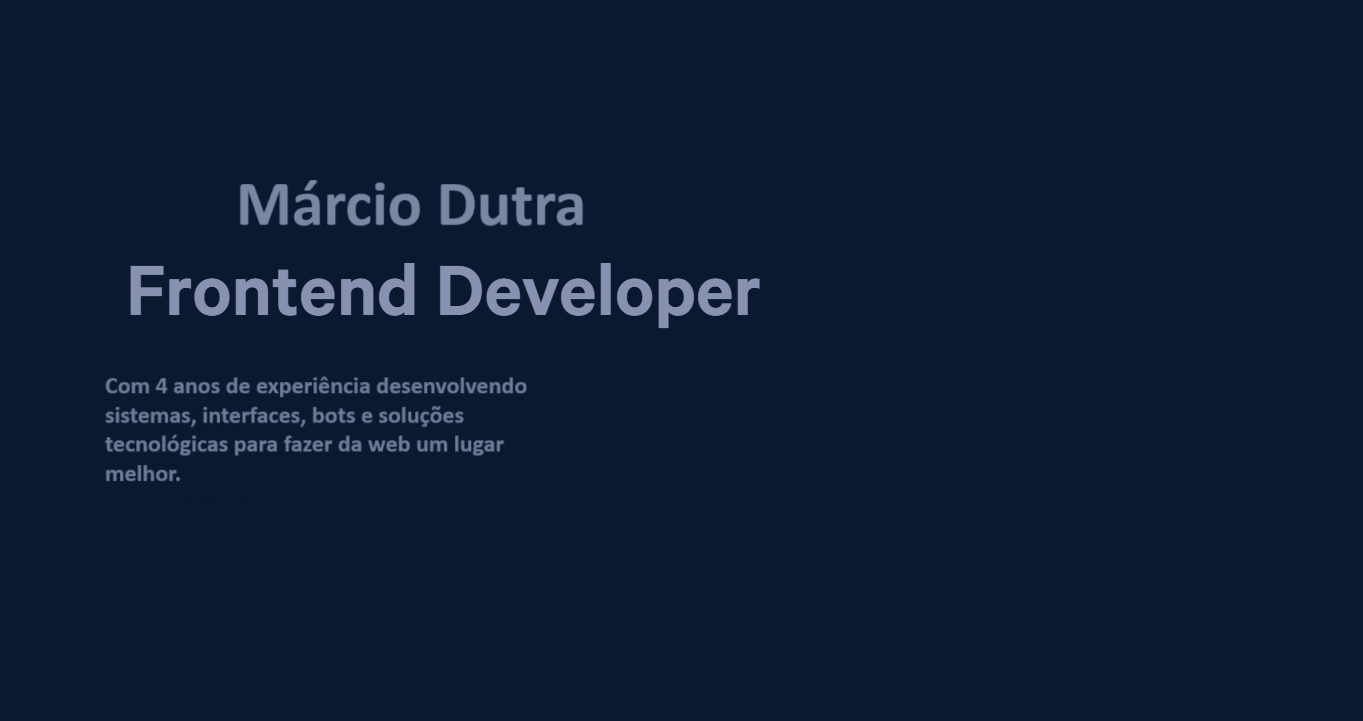 Márcio Dutra
Frontend Developer
Com 4 anos de experiência desenvolvendo
sistemas, interfaces, bots e soluções
tecnológicas para fazer da web um lugar
melhor.